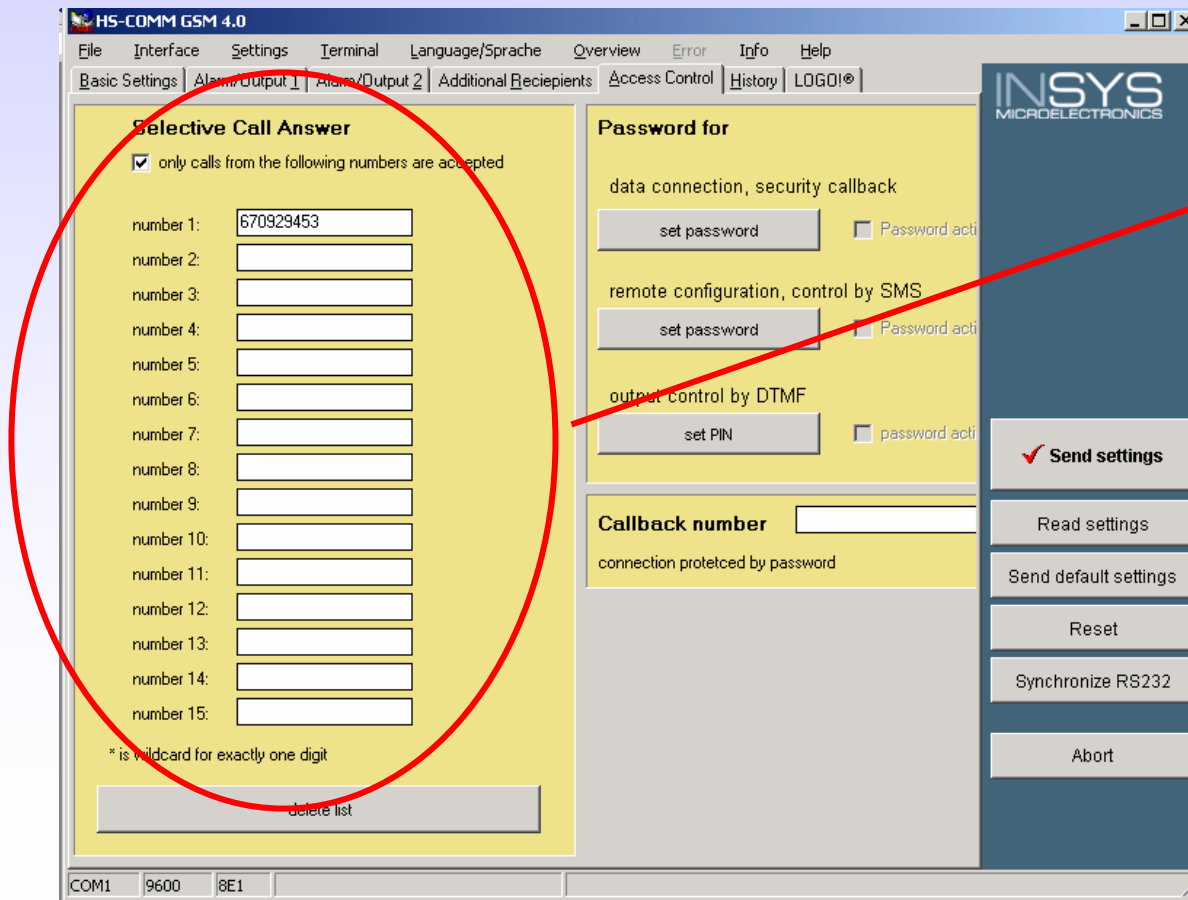 HS-COMM GSM 4.0
File Interface Settings Terminal Language/Sprache Overview Error Info Help
Basic Settings Alarm/Output 1 Alarm/Output 2 Additional Reciepients Access Control History LOGO!®
INSYS
MICROELECTRONICS
Selective Call Answer
only calls from the following numbers are accepted
number 1: 670929453
number 2:
number 3:
number 4:
number 5:
number 6:
number 7:
number 8:
number 9:
number 10:
number 11:
number 12:
number 13:
number 14:
number 15:
* is wildcard for exactly one digit
delete list
Password for
data connection, security callback
set password Password acti
remote configuration, control by SMS
set password Password acti
output control by DTMF
set PIN password acti
Callback number
connection protetced by password
Send settings
Read settings
Send default settings
Reset
Synchronize RS232
Abort
COM1 9600 8E1